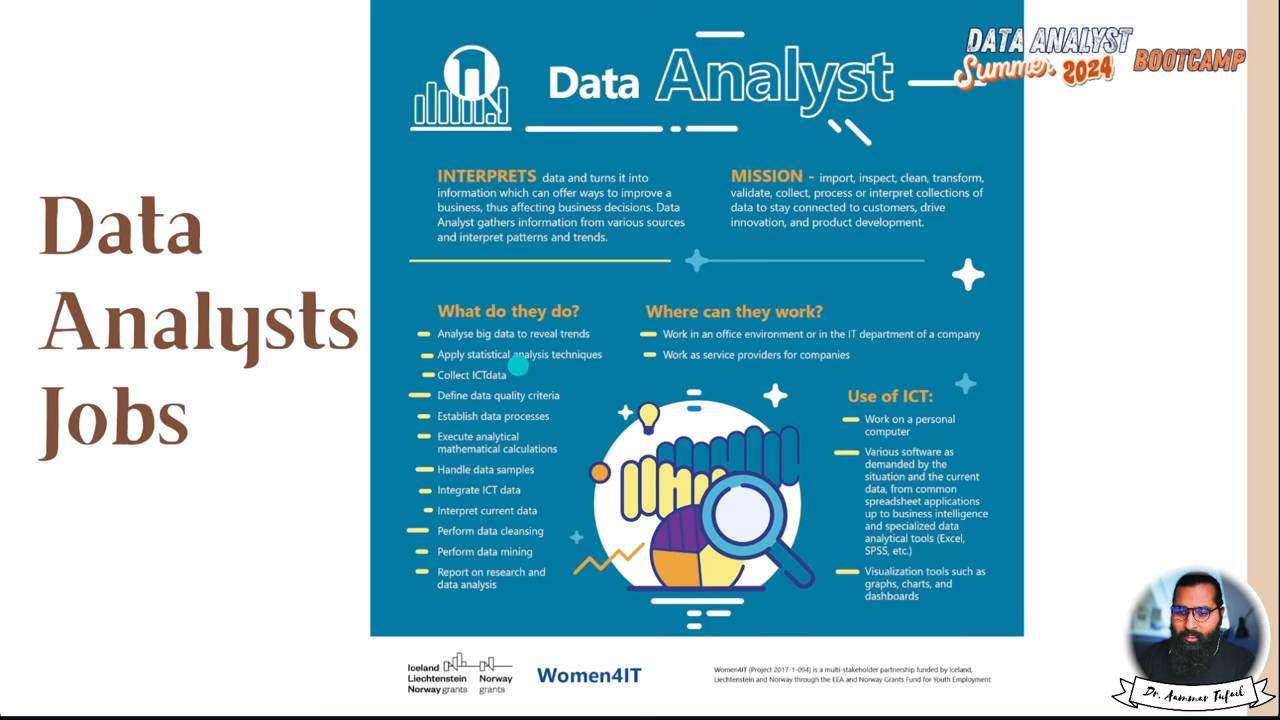 Data
Analysts
Jobs
Data Analyst
DATA ANALYST
Summer 2024 BOOTCAMP
INTERPRETS data and turns it into
information which can offer ways to improve a
business, thus affecting business decisions. Data
Analyst gathers information from various sources
and interpret patterns and trends.
MISSION - import, inspect, clean, transform,
validate, collect, process or interpret collections of
data to stay connected to customers, drive
innovation, and product development.
What do they do?
Analyse big data to reveal trends
Apply statistical analysis techniques
Collect ICTdata
Define data quality criteria
Establish data processes
Execute analytical
mathematical calculations
Handle data samples
Integrate ICT data
Interpret current data
Perform data cleansing
Perform data mining
Report on research and
data analysis
Where can they work?
Work in an office environment or in the IT department of a company
Work as service providers for companies
Use of ICT:
Work on a personal
computer
Various software as
demanded by the
situation and the current
data, from common
spreadsheet applications
up to business intelligence
and specialized data
analytical tools (Excel,
SPSS, etc.)
Visualization tools such as
graphs, charts, and
dashboards
Iceland
Liechtenstein
Norway grants
Norway
grants
Women4IT
Women4IT (Project 2017-1-094) is a multi-stakeholder partnership funded by Iceland,
Liechtenstein and Norway through the EEA and Norway Grants Fund for Youth Employment
Dr. Aammar Tufail